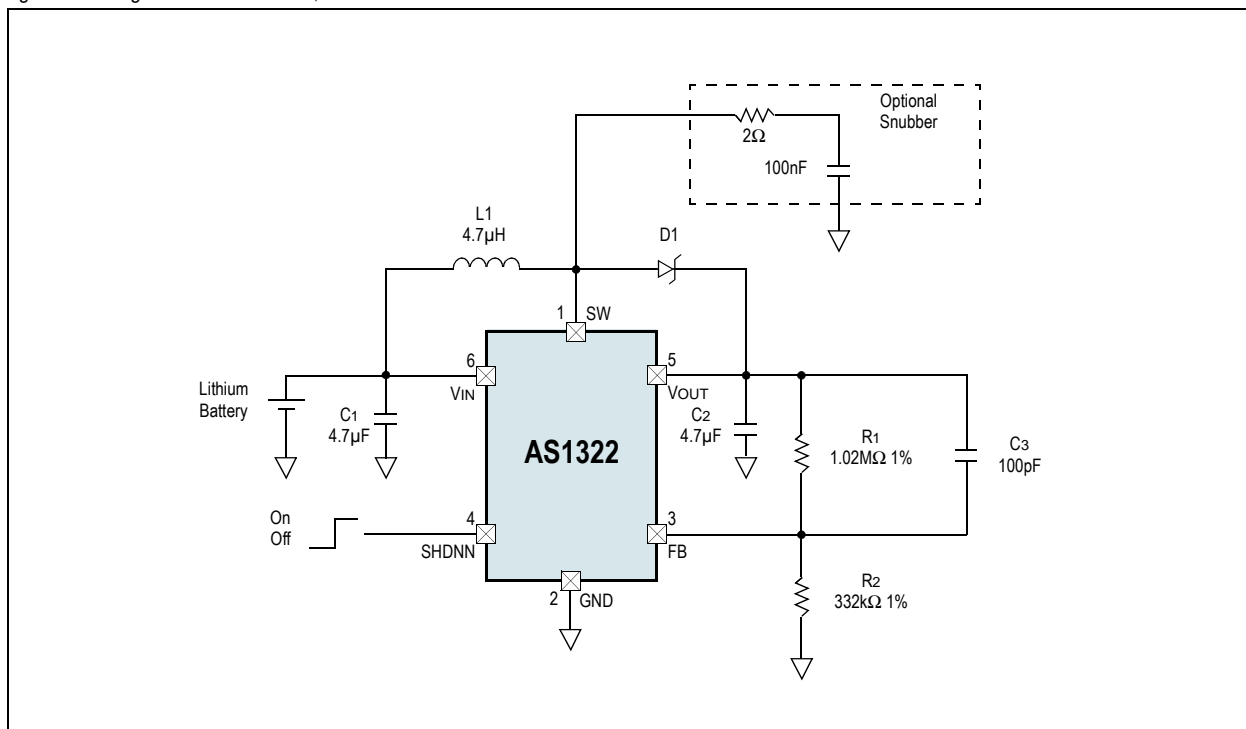 Optional
Snubber
2Ω
100nF
L1
4.7µH
D1
1 SW
6
VIN
5
VOUT
Lithium
Battery
C1
4.7µF
C2
4.7µF
R1
1.02MΩ 1%
C3
100pF
AS1322
On
Off
4
SHDNN
3
FB
2 GND
R2
332kΩ 1%